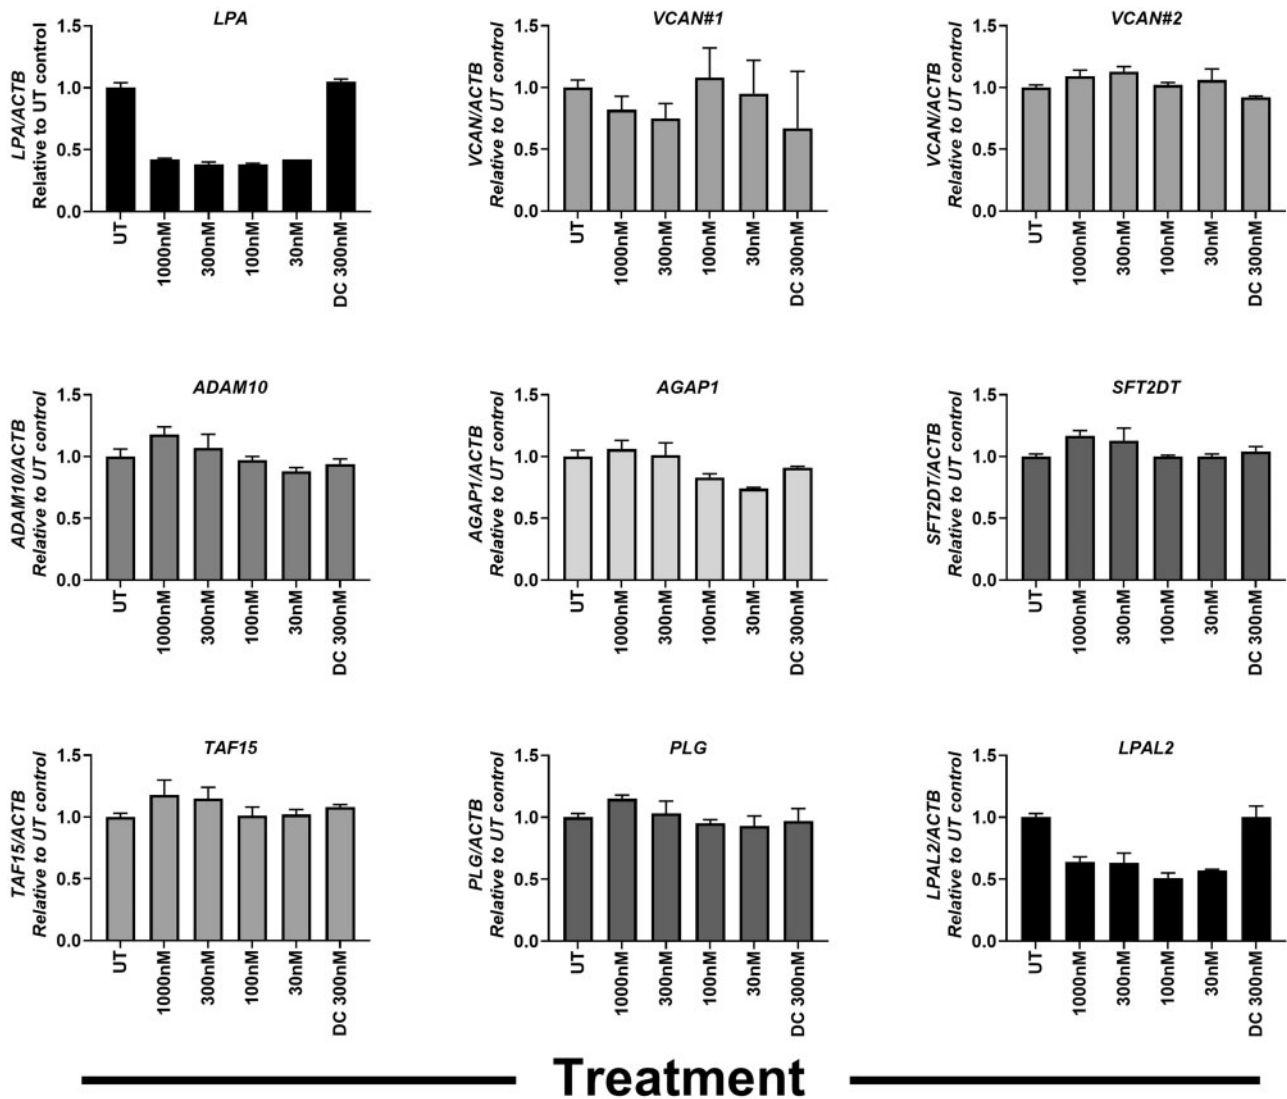 LPA
LPA/ACTB
Relative to UT control
1.5
1.0
0.5
0.0
UT
1000nM
300nM
100nM
30nM
DC 300nM
VCAN#1
VCAN/ACTB
Relative to UT control
1.5
1.0
0.5
0.0
UT
1000nM
300nM
100nM
30nM
DC 300nM
VCAN#2
VCAN/ACTB
Relative to UT control
1.5
1.0
0.5
0.0
UT
1000nM
300nM
100nM
30nM
DC 300nM
ADAM10
ADAM10/ACTB
Relative to UT control
1.5
1.0
0.5
0.0
UT
1000nM
300nM
100nM
30nM
DC 300nM
AGAP1
AGAP1/ACTB
Relative to UT control
1.5
1.0
0.5
0.0
UT
1000nM
300nM
100nM
30nM
DC 300nM
SFT2DT
SFT2DT/ACTB
Relative to UT control
1.5
1.0
0.5
0.0
UT
1000nM
300nM
100nM
30nM
DC 300nM
TAF15
TAF15/ACTB
Relative to UT control
1.5
1.0
0.5
0.0
UT
1000nM
300nM
100nM
30nM
DC 300nM
PLG
PLG/ACTB
Relative to UT control
1.5
1.0
0.5
0.0
UT
1000nM
300nM
100nM
30nM
DC 300nM
LPAL2
LPAL2/ACTB
Relative to UT control
1.5
1.0
0.5
0.0
UT
1000nM
300nM
100nM
30nM
DC 300nM
Treatment